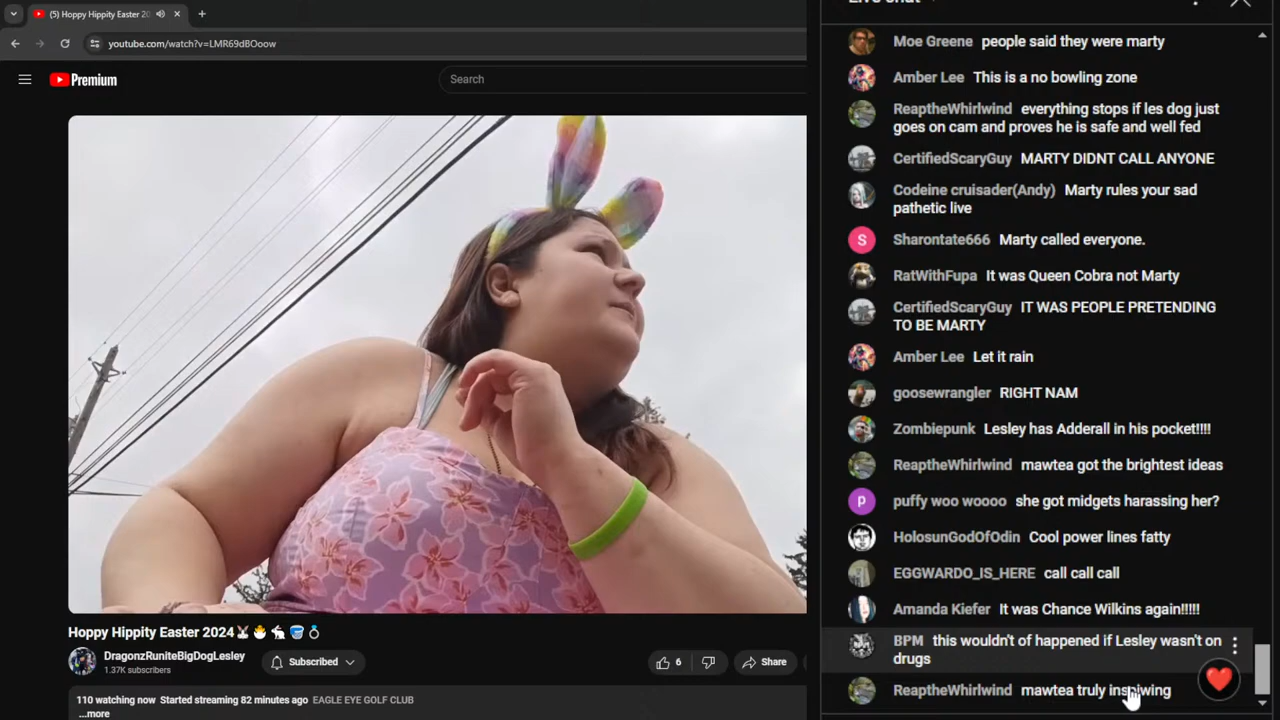 (5) Hoppy Hippity Easter 20
youtube.com/watch?v=LMR69dBOoow
Premium
Search
Hoppy Hippity Easter 2024
DragonzRuniteBigDogLesley
1.37K subscribers
Subscribed
6
Share
110 watching now Started streaming 82 minutes ago EAGLE EYE GOLF CLUB
...more
Live chat
Moe Greene people said they were marty
Amber Lee This is a no bowling zone
ReaptheWhirlwind everything stops if les dog just
goes on cam and proves he is safe and well fed
CertifiedScaryGuy MARTY DIDNT CALL ANYONE
Codeine cruisader(Andy) Marty rules your sad
pathetic live
S
Sharontate666 Marty called everyone.
RatWithFupa It was Queen Cobra not Marty
CertifiedScaryGuy IT WAS PEOPLE PRETENDING
TO BE MARTY
Amber Lee Let it rain
goosewrangler RIGHT NAM
Zombiepunk Lesley has Adderall in his pocket!!!!
ReaptheWhirlwind mawtea got the brightest ideas
p
puffy woo woooo she got midgets harassing her?
HolosunGodOfOdin Cool power lines fatty
EGGWARDO_IS_HERE call call call
Amanda Kiefer It was Chance Wilkins again!!!!!
BPM this wouldn't of happened if Lesley wasn't on
drugs
ReaptheWhirlwind mawtea truly inspiwing